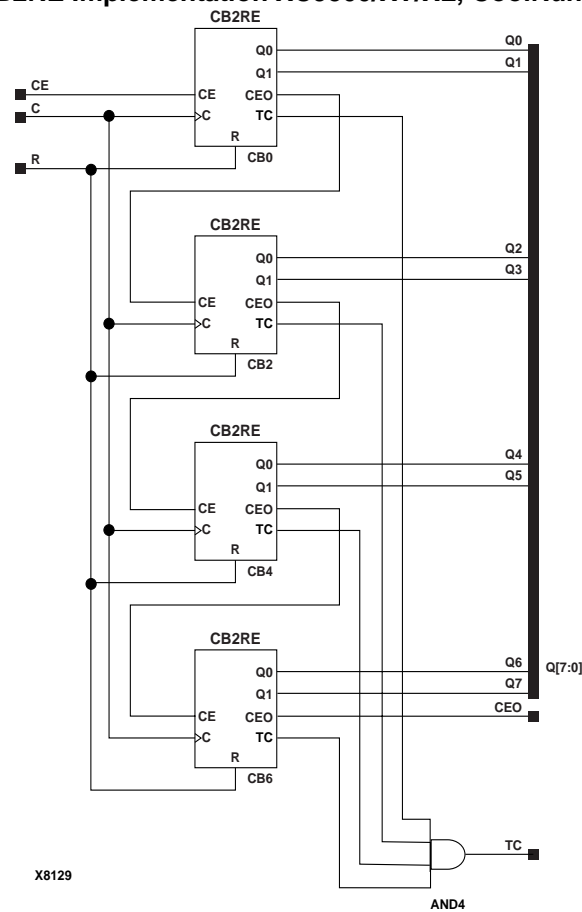 CB2RE
Q0
Q0
Q1
Q1
CE
CE
CEO
C
C
TC
R
R
CB0
CB2RE
Q0
Q2
Q1
Q3
CE
CEO
C
TC
R
CB2
CB2RE
Q0
Q4
Q1
Q5
CE
CEO
C
TC
R
CB4
CB2RE
Q0
Q6
Q[7:0]
Q1
Q7
CE
CEO
CEO
C
TC
R
CB6
TC
X8129
AND4